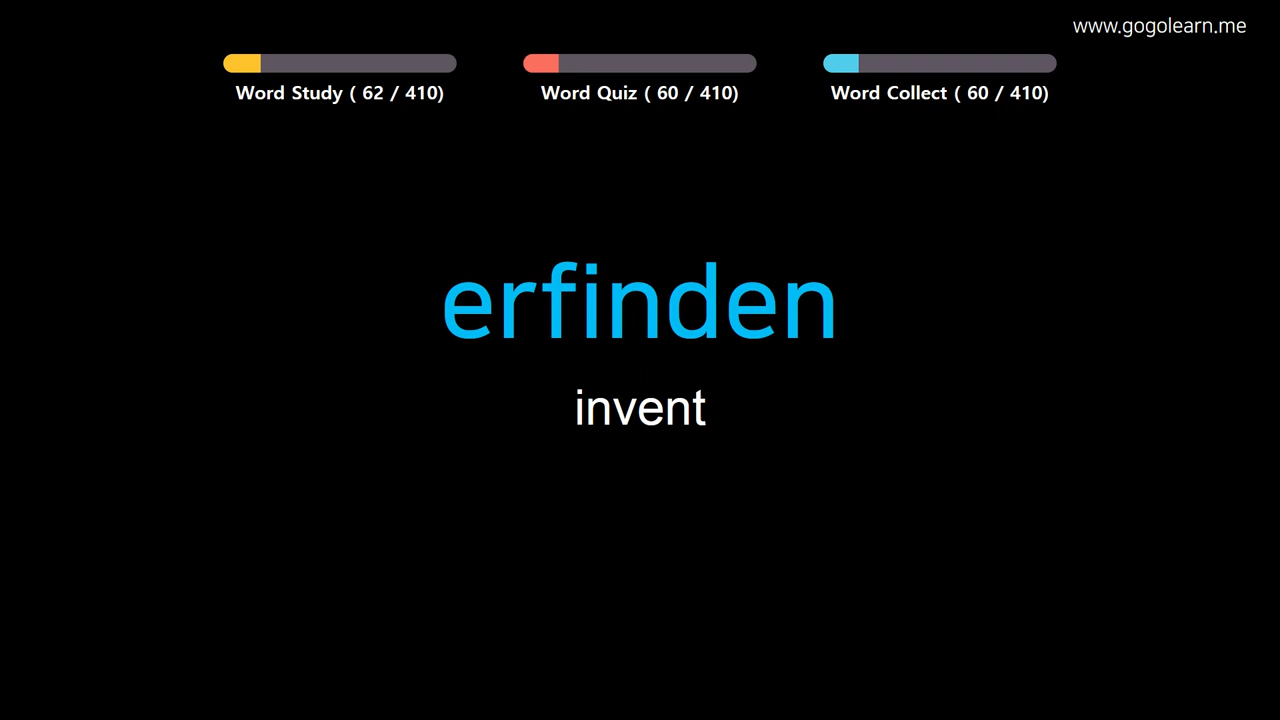 www.gogolearn.me
Word Study ( 62 / 410)
Word Quiz ( 60 / 410)
Word Collect ( 60 / 410)
erfinden
invent